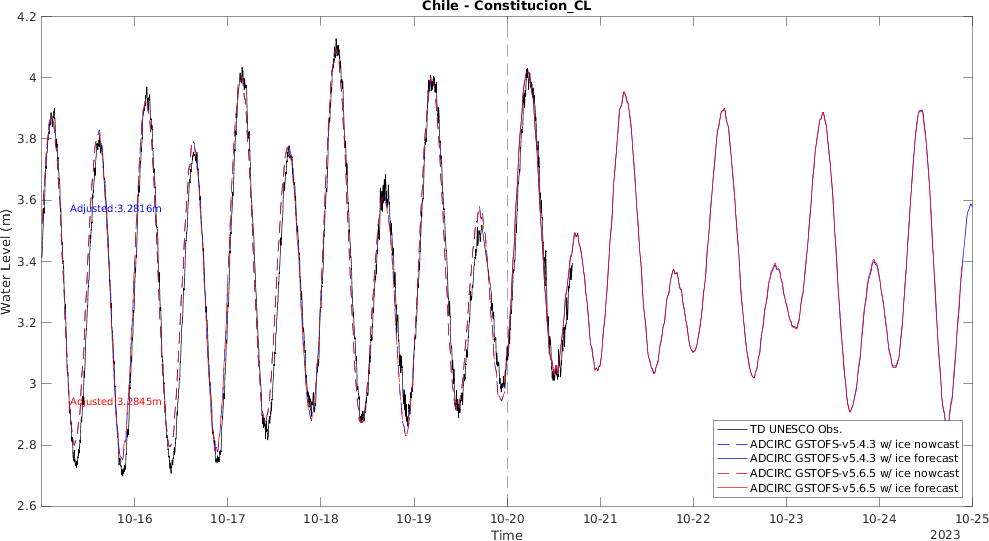 Chile - Constitucion_CL
4.2
4
3.8
3.6
3.4
3.2
3
2.8
2.6
Water Level (m)
Adjusted:3.2816m
Adjusted:3.2845m
TD UNESCO Obs.
ADCIRC GSTOFS-v5.4.3 w/ ice nowcast
ADCIRC GSTOFS-v5.4.3 w/ ice forecast
ADCIRC GSTOFS-v5.6.5 w/ ice nowcast
ADCIRC GSTOFS-v5.6.5 w/ ice forecast
10-16 10-17 10-18 10-19 10-20 10-21 10-22 10-23 10-24 10-25
Time
2023